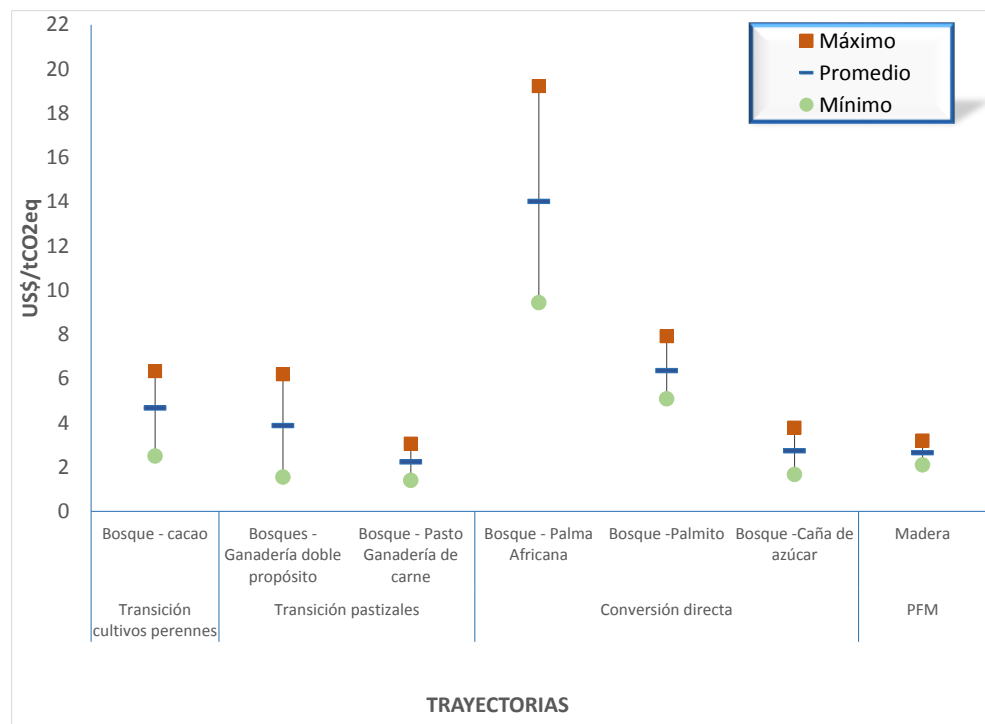 22
20
18
16
14
12
10
8
6
4
2
0
US$/tCO2eq
Máximo
Promedio
Mínimo
Bosque - cacao
Bosques -
Ganadería doble
propósito
Bosque - Pasto
Ganadería de
carne
Bosque - Palma
Africana
Bosque -Palmito
Bosque -Caña de
azúcar
Madera
Transición
cultivos perennes
Transición pastizales
Conversión directa
PFM
TRAYECTORIAS